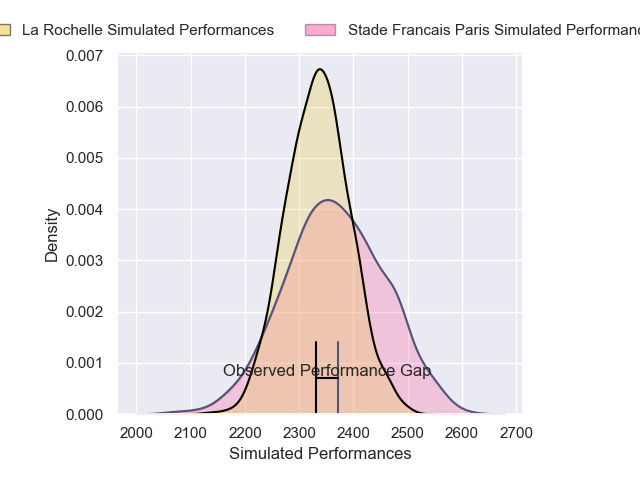 La Rochelle Simulated Performances
Stade Francais Paris Simulated
0.007
0.006
0.005
0.004
0.003
0.002
0.001
0.000
Density
Observed Performance Gap
2000 2100 2200 2300 2400 2500 2600 2700
Simulated Performances